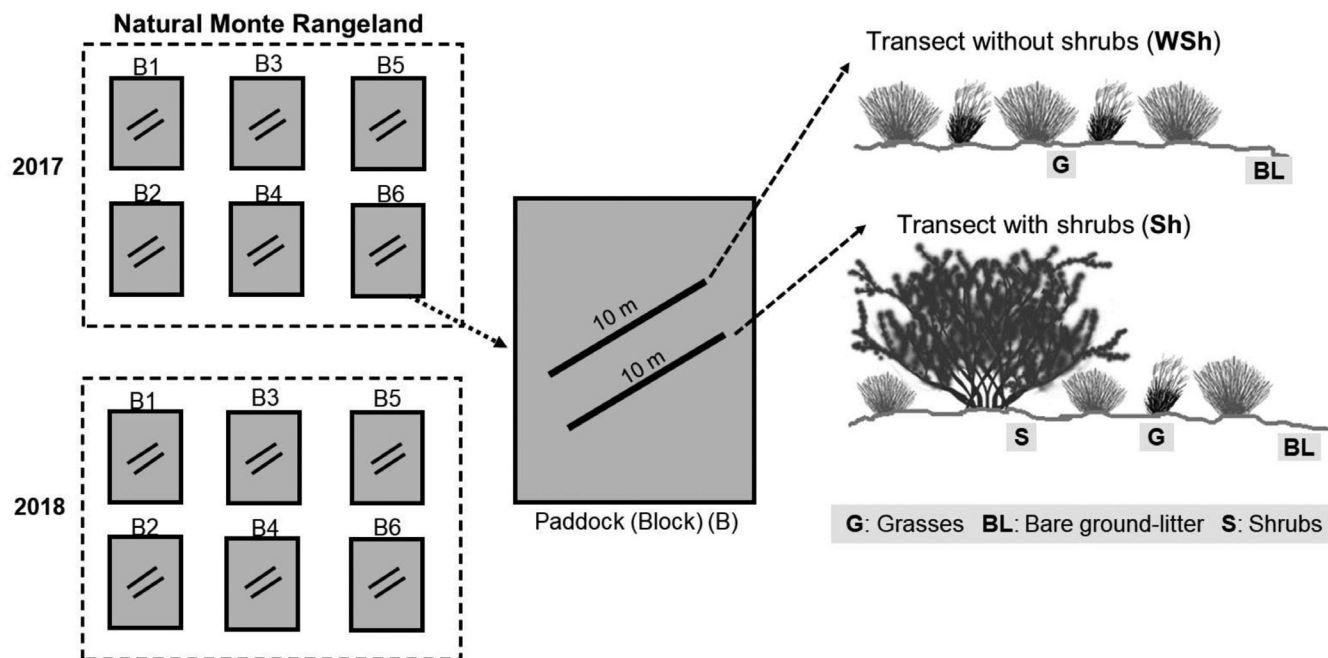 Natural Monte Rangeland
2017
B1 B3 B5
B2 B4 B6
2018
B1 B3 B5
B2 B4 B6
10 m
10 m
Paddock (Block) (B)
Transect without shrubs (WSh)
G BL
Transect with shrubs (Sh)
S G BL
G: Grasses BL: Bare ground-litter S: Shrubs